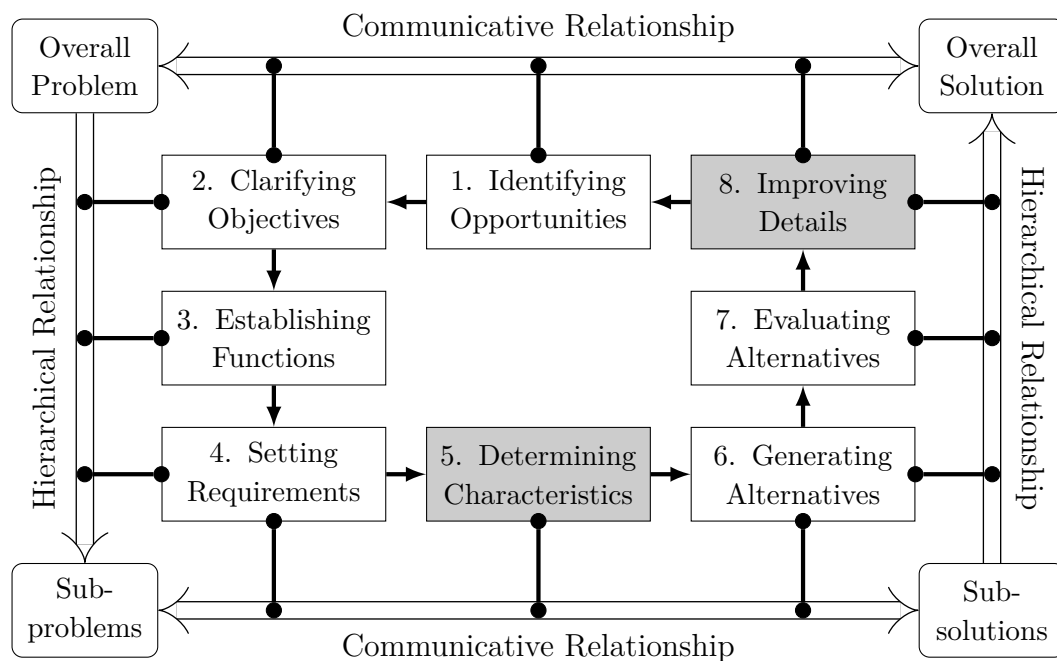 Communicative Relationship
Overall
Problem
Overall
Solution
2. Clarifying
Objectives
1. Identifying
Opportunities
8. Improving
Details
Hierarchical Relationship
Hierarchical Relationship
3. Establishing
Functions
7. Evaluating
Alternatives
4. Setting
Requirements
5. Determining
Characteristics
6. Generating
Alternatives
Sub-
problems
Sub-
solutions
Communicative Relationship